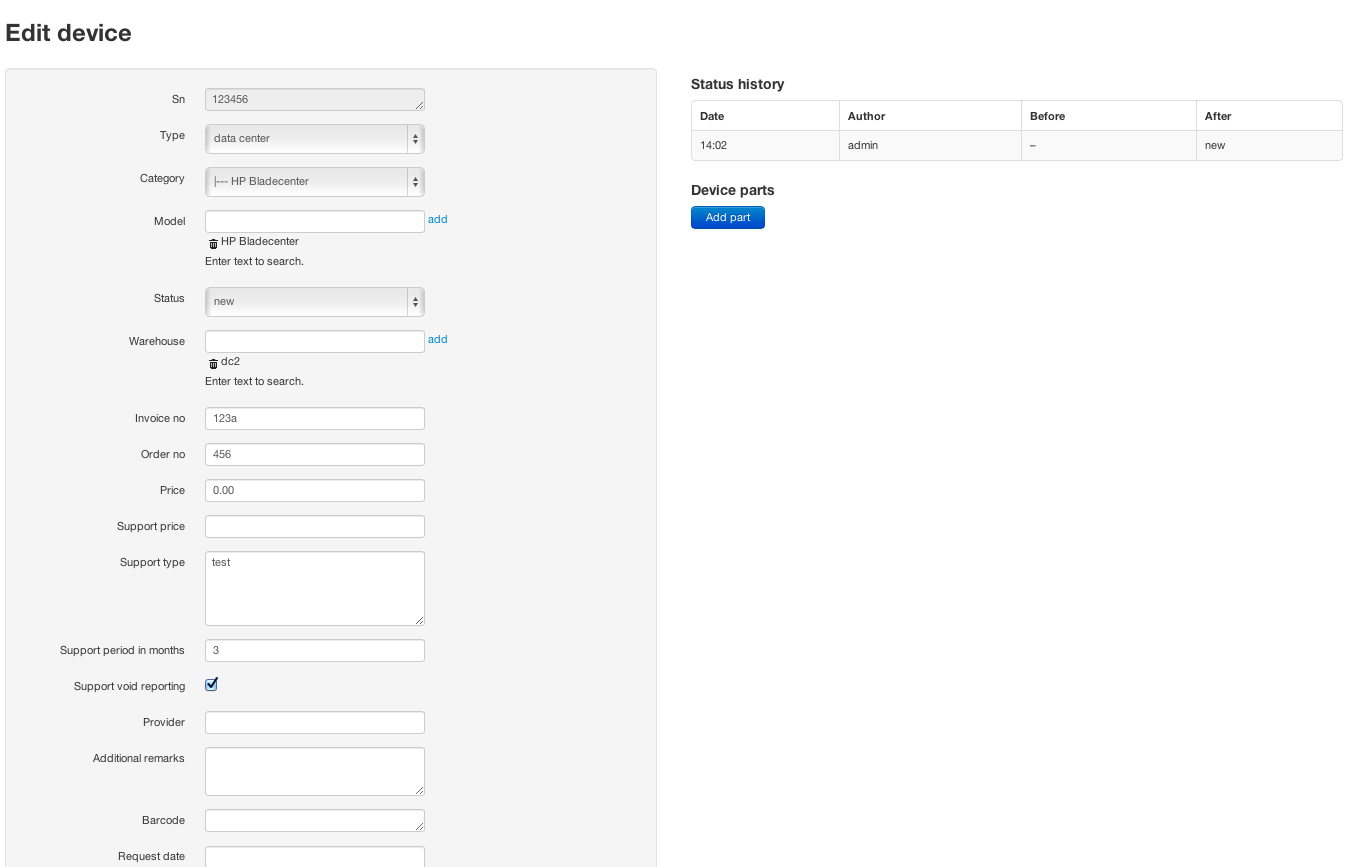 Edit device
Sn 123456
Type data center
Category |--- HP Bladecenter
Model add
HP Bladecenter
Enter text to search.
Status new
Warehouse add
dc2
Enter text to search.
Invoice no 123a
Order no 456
Price 0.00
Support price
Support type test
Support period in months 3
Support void reporting
Provider
Additional remarks
Barcode
Request date
Status history
Date Author Before After
14:02 admin – new
Device parts
Add part